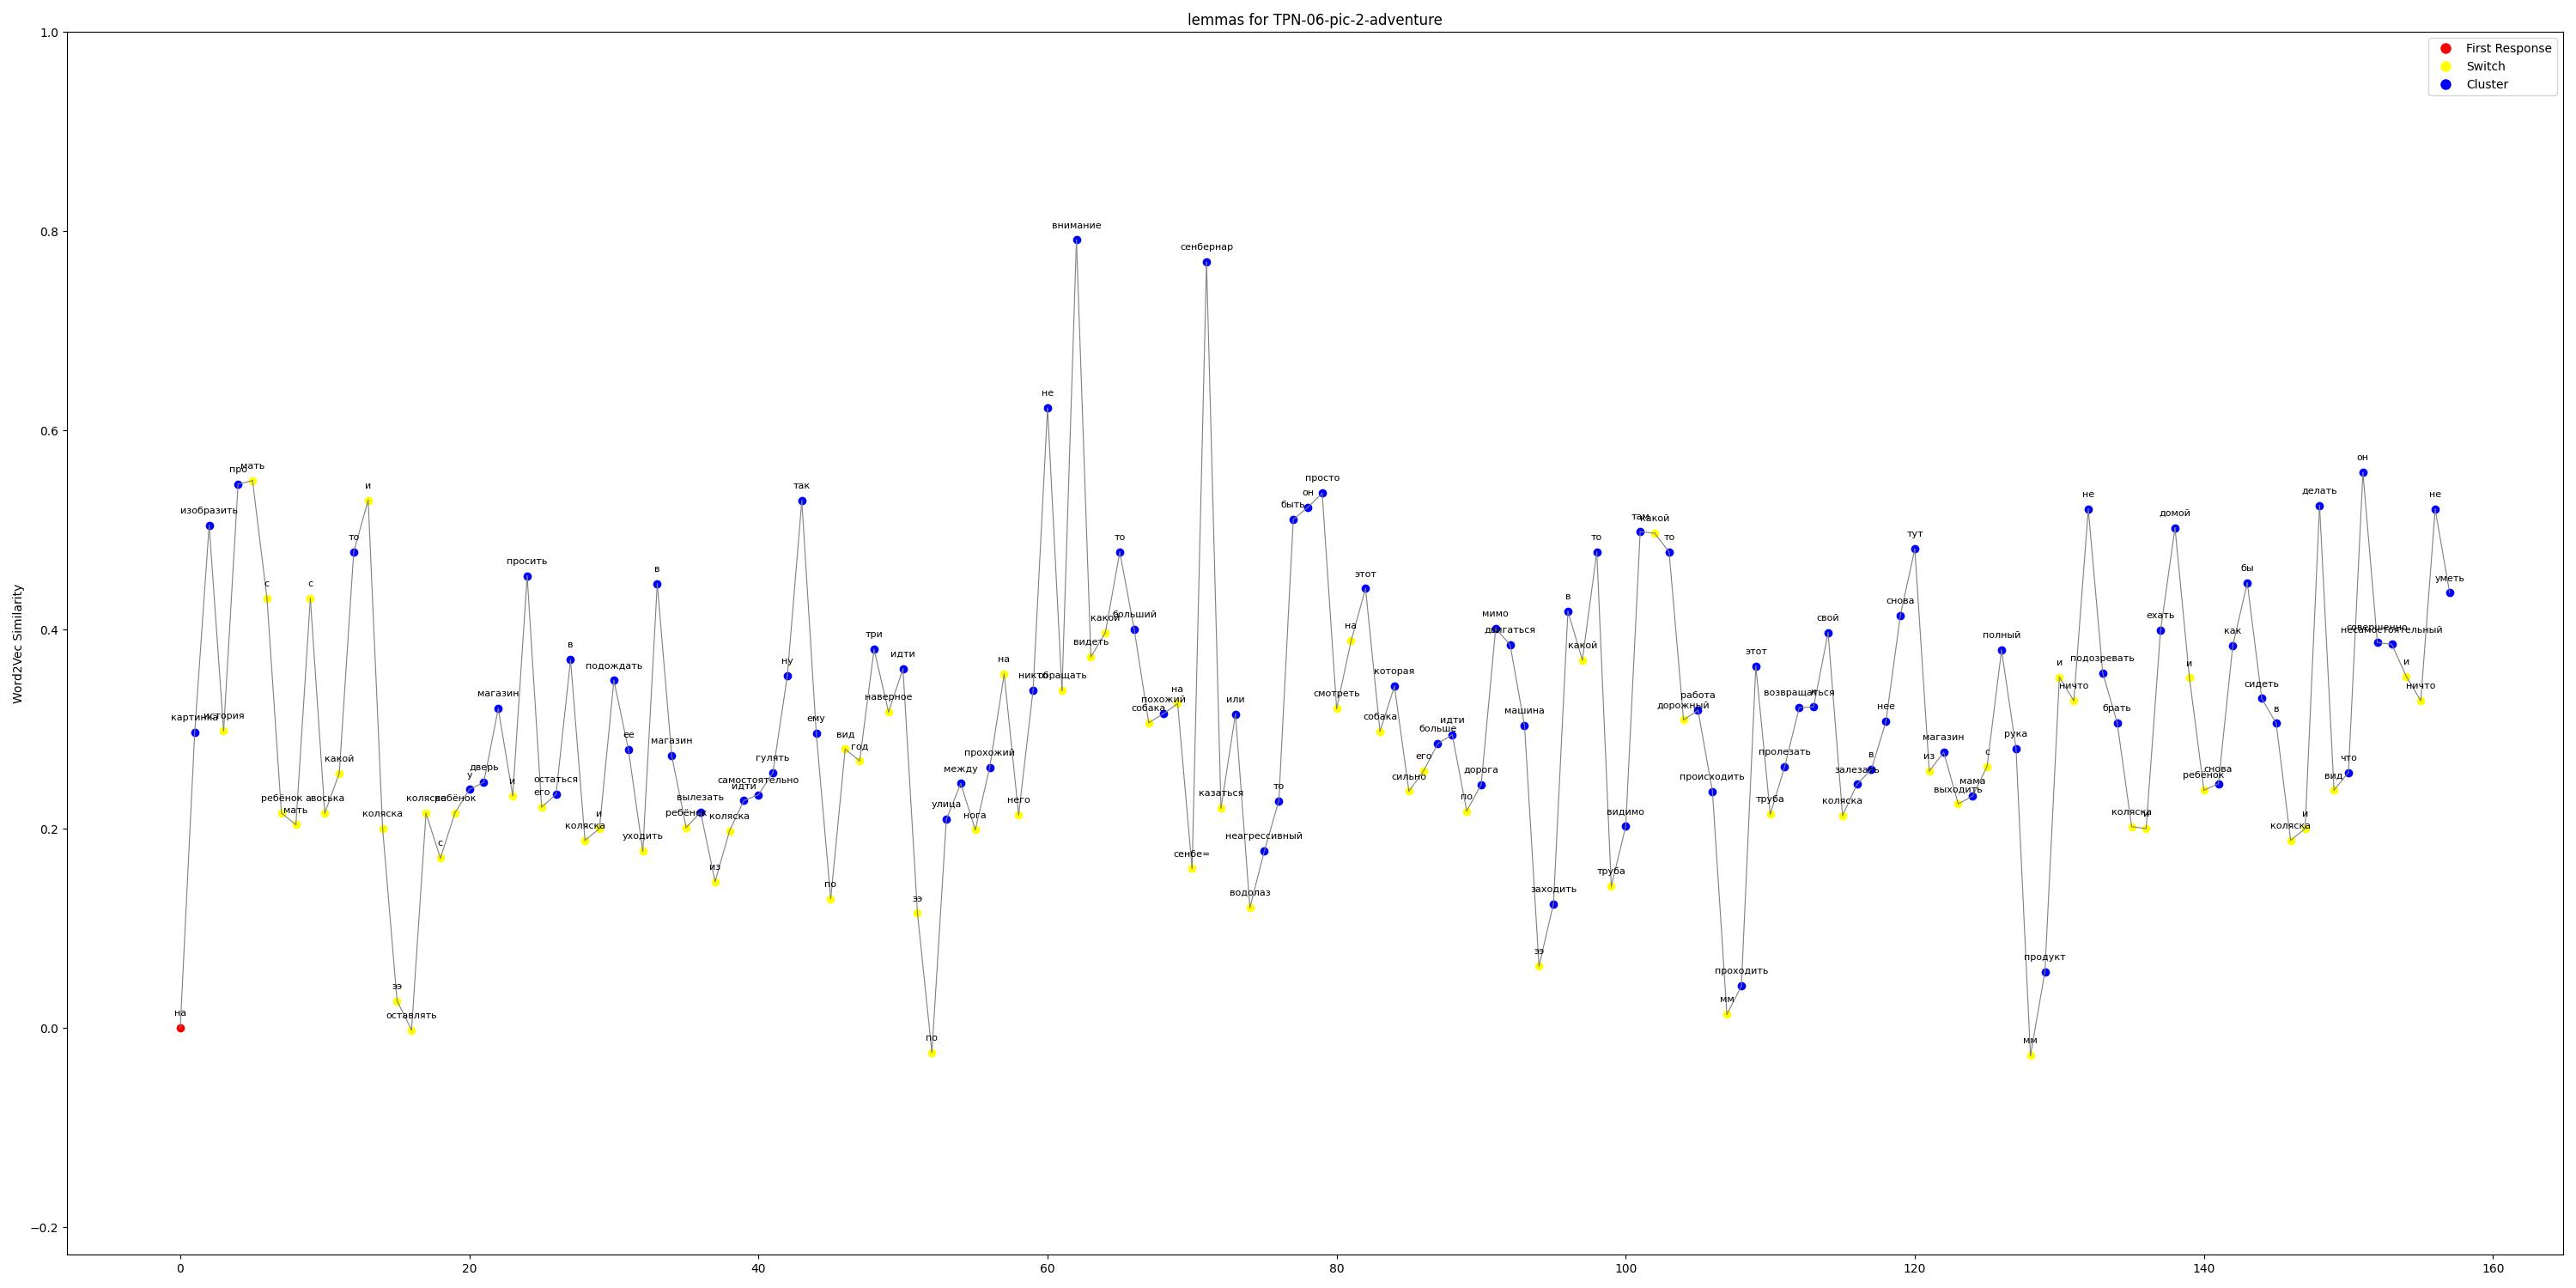 lemmas for TPN-06-pic-2-adventure
First Response
Switch
Cluster
Word2Vec Similarity
1.0
0.8
0.6
0.4
0.2
0.0
−0.2
0
20
40
60
80
100
120
140
160
на
картинка
изобразить
история
про
мать
с
ребёнок
мать
с
авоська
какой
то
и
коляска
ээ
оставлять
коляска
с
ребёнок
у
дверь
магазин
и
просить
его
остаться
в
коляска
и
подождать
ее
уходить
в
магазин
ребёнок
вылезать
из
коляска
идти
самостоятельно
гулять
ну
так
ему
по
вид
год
три
наверное
идти
ээ
по
улица
между
нога
прохожий
на
него
никто
не
обращать
внимание
видеть
какой
то
больший
собака
похожий
на
сенбе=
сенбернар
казаться
или
водолаз
неагрессивный
то
быть
он
просто
смотреть
на
этот
собака
которая
сильно
его
больше
идти
по
дорога
мимо
двигаться
машина
ээ
заходить
в
какой
то
труба
видимо
там
какой
то
дорожный
работа
происходить
мм
проходить
этот
труба
пролезать
возвращаться
и
свой
коляска
залезать
в
нее
снова
тут
из
магазин
выходить
мама
с
полный
рука
мм
продукт
и
ничто
не
подозревать
брать
коляска
и
ехать
домой
и
ребёнок
снова
как
бы
сидеть
в
коляска
и
делать
вид
что
он
совершенно
несамостоятельный
и
ничто
не
уметь